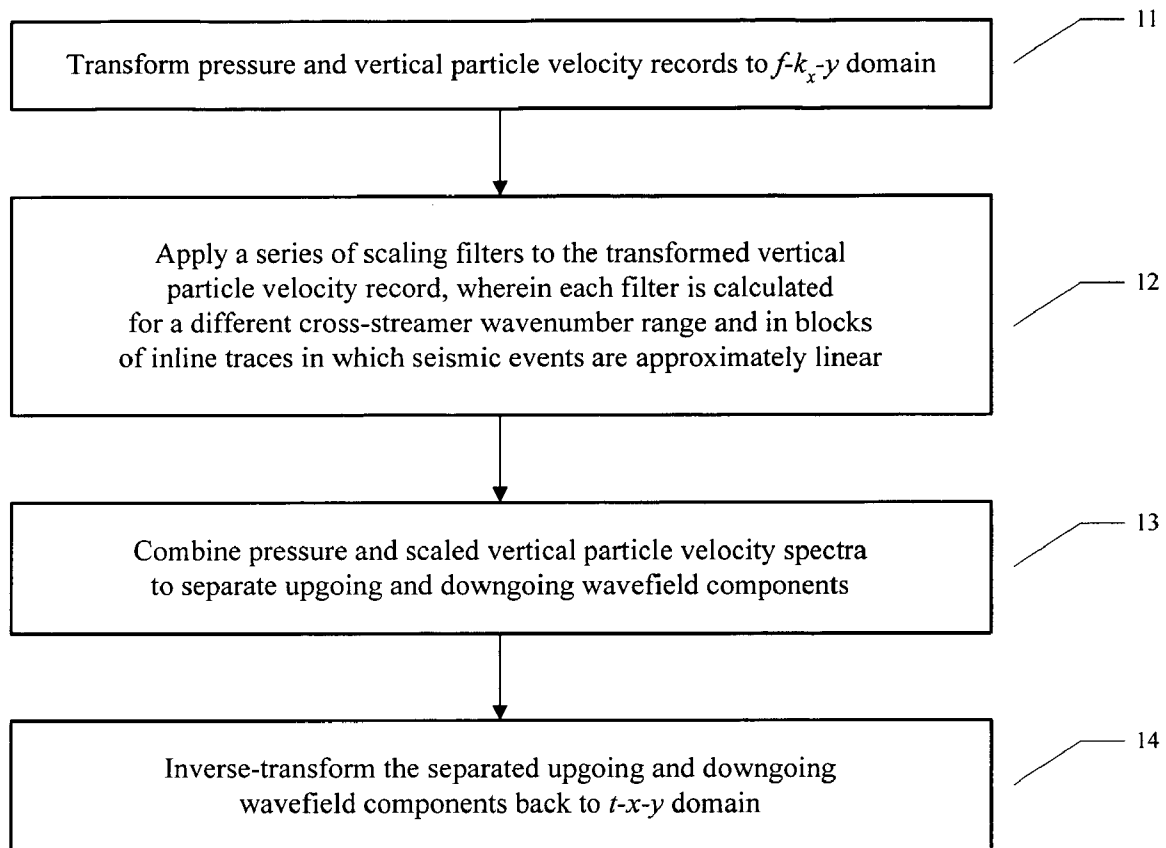 11
Transform pressure and vertical particle velocity records to f-kₓ-y domain
Apply a series of scaling filters to the transformed vertical
particle velocity record, wherein each filter is calculated
for a different cross-streamer wavenumber range and in blocks
of inline traces in which seismic events are approximately linear
12
Combine pressure and scaled vertical particle velocity spectra
to separate upgoing and downgoing wavefield components
13
Inverse-transform the separated upgoing and downgoing
wavefield components back to t-x-y domain
14